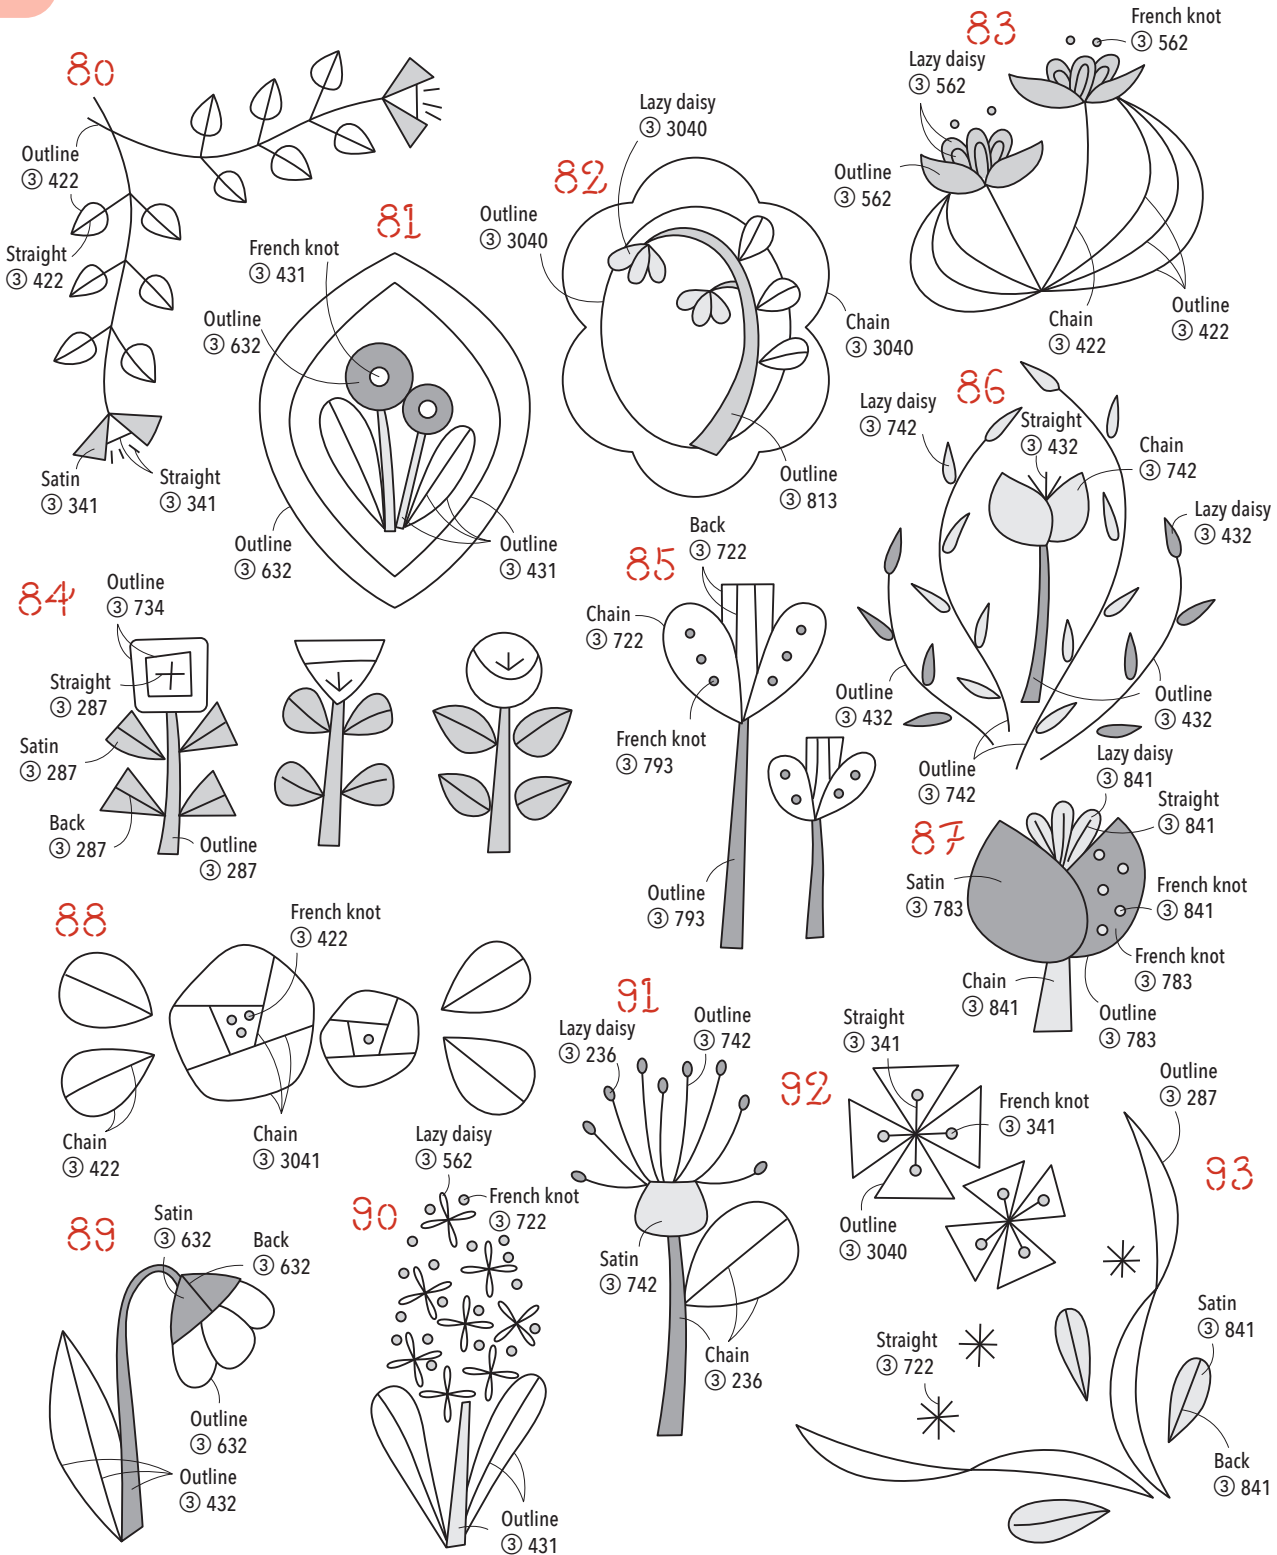 80
Outline
③ 422
Straight
③ 422
Satin
③ 341
Straight
③ 341
81
French knot
③ 431
Outline
③ 632
Outline
③ 632
Outline
③ 431
82
Lazy daisy
③ 3040
Outline
③ 3040
Chain
③ 3040
Outline
③ 813
83
French knot
③ 562
Lazy daisy
③ 562
Outline
③ 562
Chain
③ 422
Outline
③ 422
84
Outline
③ 734
Straight
③ 287
Satin
③ 287
Back
③ 287
Outline
③ 287
85
Back
③ 722
Chain
③ 722
French knot
③ 793
Outline
③ 793
86
Lazy daisy
③ 742
Straight
③ 432
Chain
③ 742
Lazy daisy
③ 432
Outline
③ 432
Outline
③ 432
Outline
③ 742
87
Lazy daisy
③ 841
Straight
③ 841
Satin
③ 783
French knot
③ 841
French knot
③ 783
Chain
③ 841
Outline
③ 783
88
French knot
③ 422
Chain
③ 422
Chain
③ 3041
89
Satin
③ 632
Back
③ 632
Outline
③ 632
Outline
③ 432
90
Lazy daisy
③ 562
French knot
③ 722
Outline
③ 431
91
Lazy daisy
③ 236
Outline
③ 742
Satin
③ 742
Chain
③ 236
92
Straight
③ 341
French knot
③ 341
Outline
③ 3040
93
Outline
③ 287
Straight
③ 722
Satin
③ 841
Back
③ 841